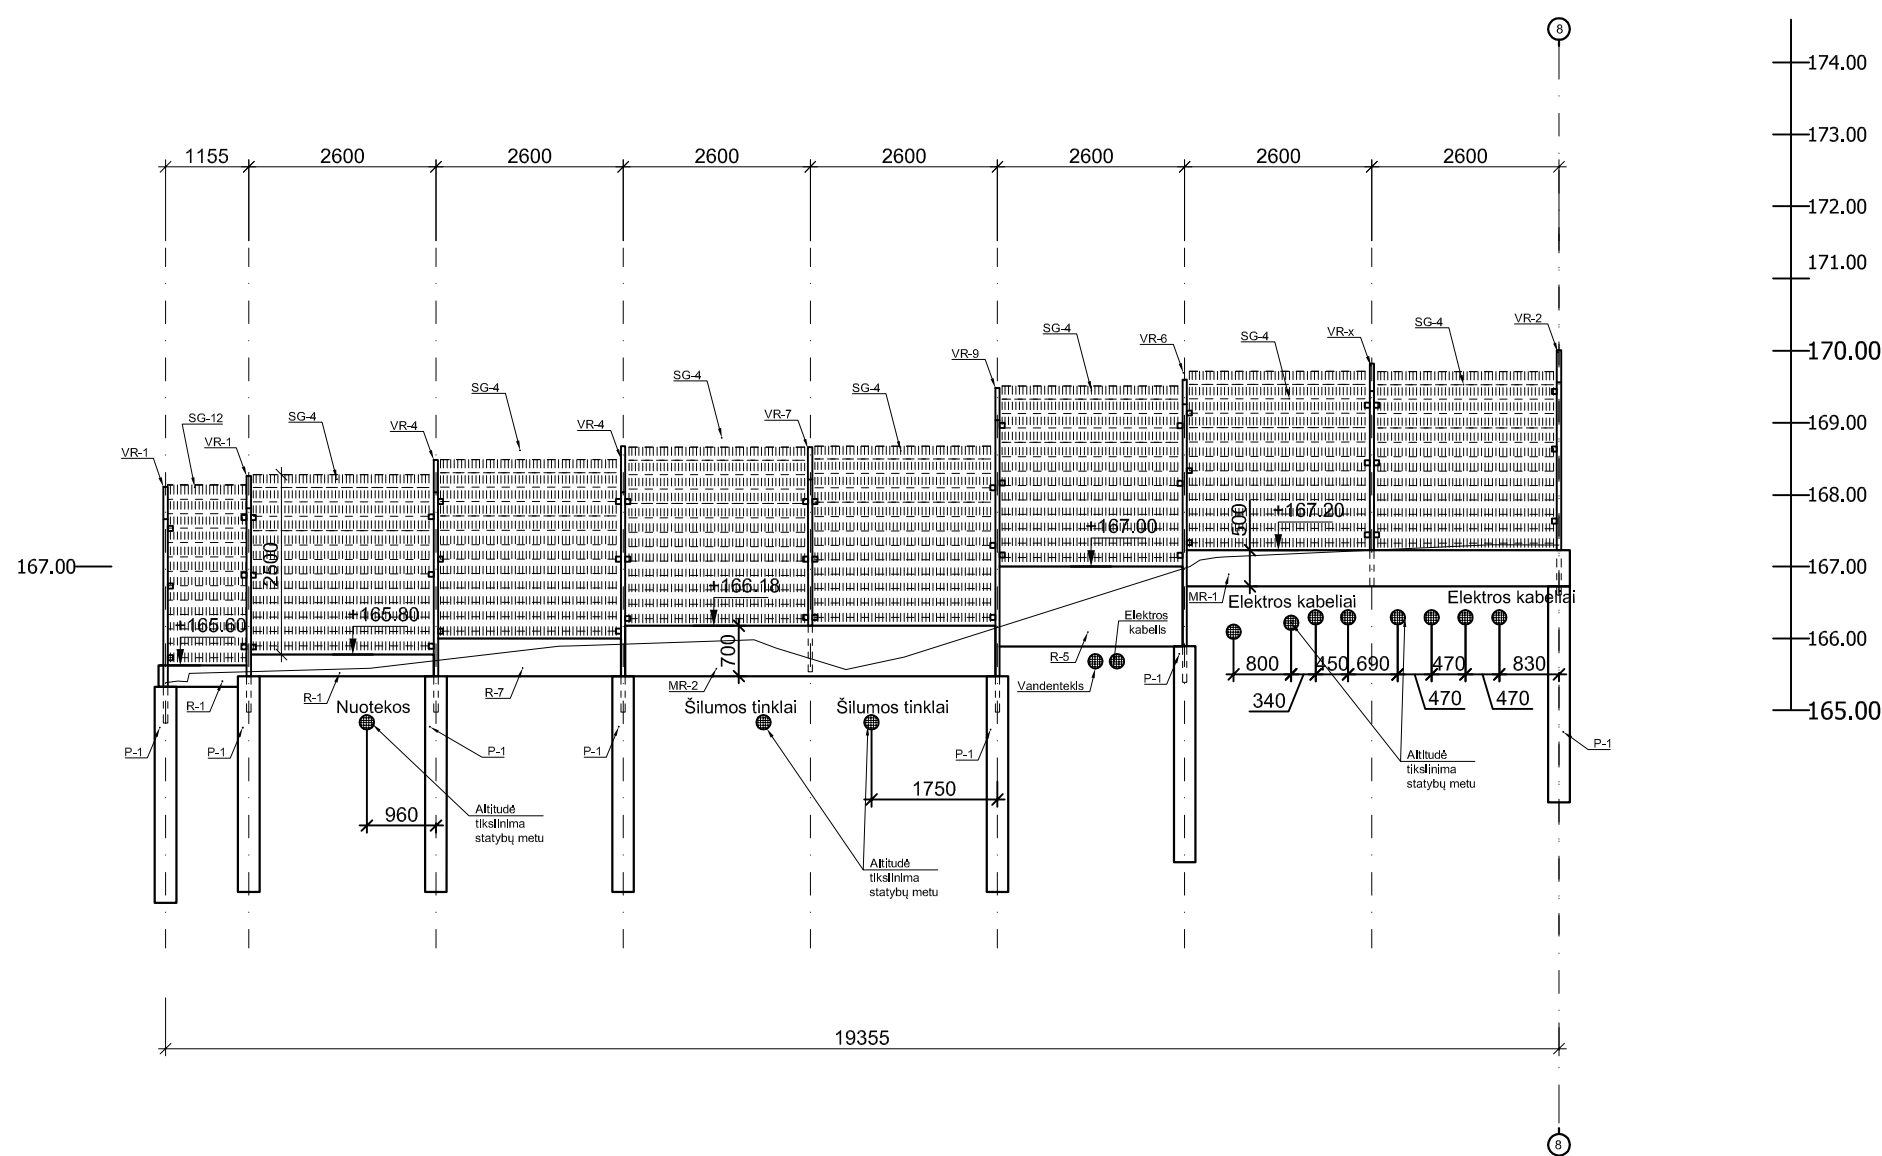 8
174.00
173.00
1155
2600
2600
2600
2600
2600
2600
2600
172.00
171.00
VR-2
SG-4
VR-6
SG-4
VR-x
SG-4
170.00
VR-9
SG-4
SG-4
SG-4
SG-12
SG-4
VR-4
VR-4
VR-7
169.00
VR-1
VR-1
168.00
2500
+167.00
500
+167.20
167.00
167.00
+165.60
+165.80
+166.18
700
MR-1
Elektros kabeliai
Elektros kabeliai
Elektros
kabelis
166.00
R-5
800
450
690
470
830
Vandentekis
P-1
340
470
470
165.00
R-1
R-1
R-7
MR-2
Nuotekos
Šilumos tinklai
Šilumos tinklai
P-1
P-1
P-1
P-1
P-1
P-1
Altitudė
tikslinima
statybų metu
1750
960
Altitudė
tikslinima
statybų metu
Altitudė
tikslinima
statybų metu
19355
8